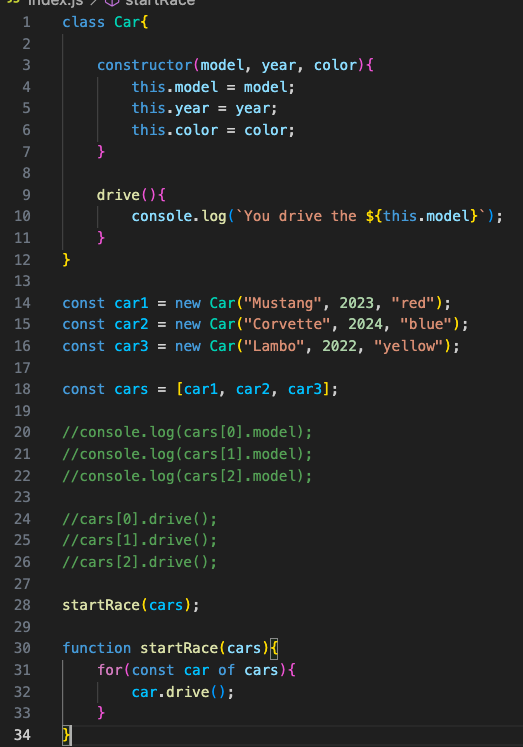 index.js > startRace
1 class Car{
2
3     constructor(model, year, color){
4         this.model = model;
5         this.year = year;
6         this.color = color;
7     }
8
9     drive(){
10         console.log(`You drive the ${this.model}`);
11     }
12 }
13
14 const car1 = new Car("Mustang", 2023, "red");
15 const car2 = new Car("Corvette", 2024, "blue");
16 const car3 = new Car("Lambo", 2022, "yellow");
17
18 const cars = [car1, car2, car3];
19
20 //console.log(cars[0].model);
21 //console.log(cars[1].model);
22 //console.log(cars[2].model);
23
24 //cars[0].drive();
25 //cars[1].drive();
26 //cars[2].drive();
27
28 startRace(cars);
29
30 function startRace(cars){
31     for(const car of cars){
32         car.drive();
33     }
34 }